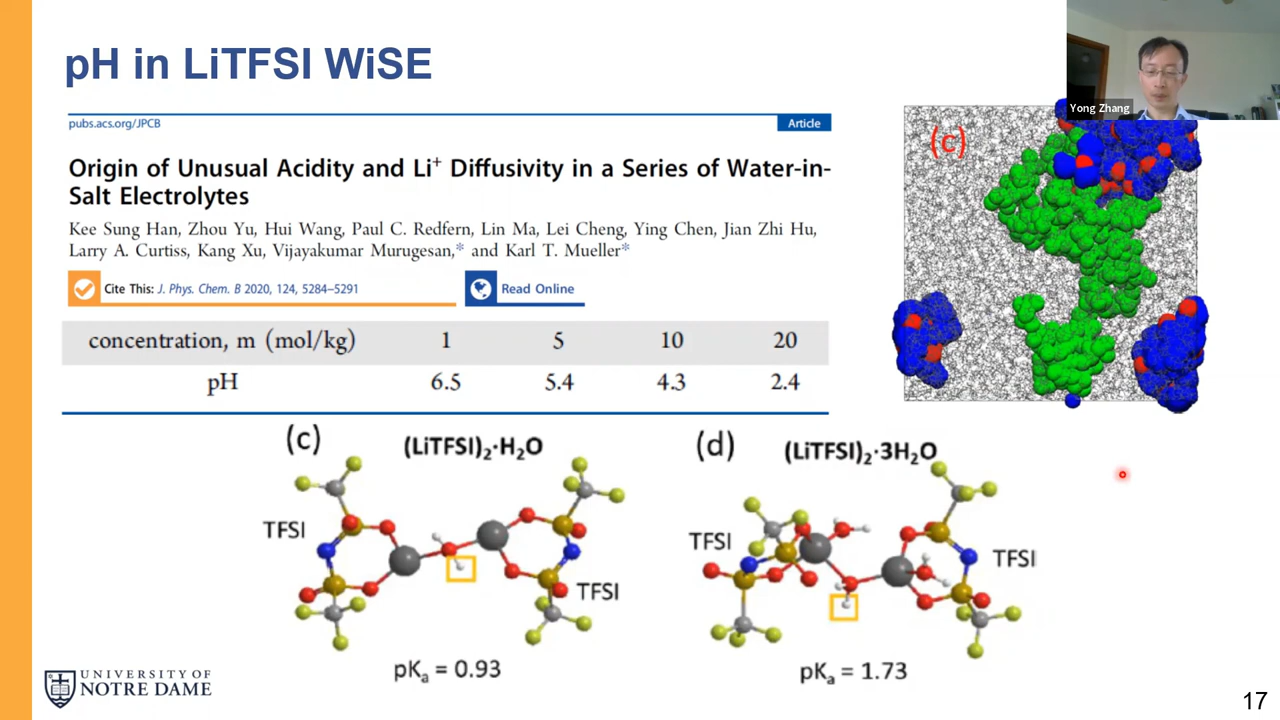 pH in LiTFSI WiSE
Yong Zhang
pubs.acs.org/JPCB
Article
Origin of Unusual Acidity and Li⁺ Diffusivity in a Series of Water-in-
Salt Electrolytes
Kee Sung Han, Zhou Yu, Hui Wang, Paul C. Redfern, Lin Ma, Lei Cheng, Ying Chen, Jian Zhi Hu,
Larry A. Curtiss, Kang Xu, Vijayakumar Murugesan,* and Karl T. Mueller*
Cite This: J. Phys. Chem. B 2020, 124, 5284–5291
Read Online
concentration, m (mol/kg) 1 5 10 20
pH 6.5 5.4 4.3 2.4
(c)
(c) (LiTFSI)₂·H₂O
TFSI
TFSI
pKₐ = 0.93
(d) (LiTFSI)₂·3H₂O
TFSI
TFSI
pKₐ = 1.73
UNIVERSITY OF
NOTRE DAME
17